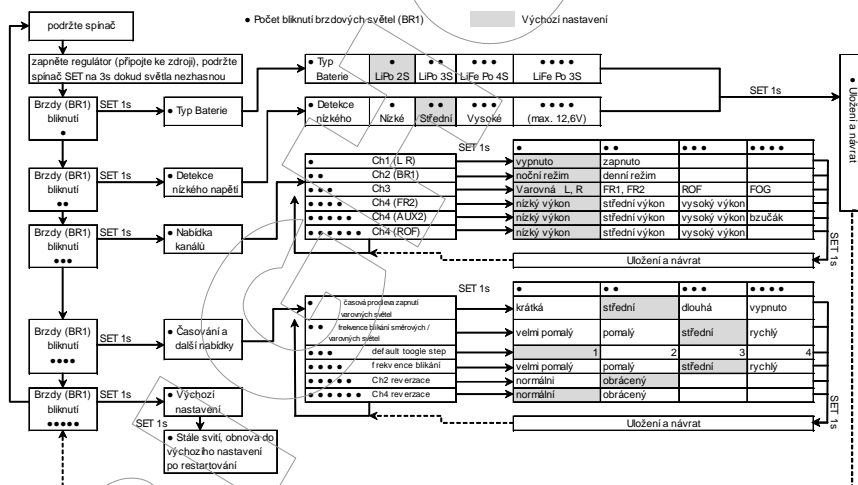 ● Počet bliknutí brzdových světel (BR1)
Výchozí nastavení
podržte spínač
zapněte regulátor (připojte ke zdroji), podržte
spínač SET na 3s dokud světla nezhasnou
Brzdy (BR1)
bliknutí
●
SET 1s
● Typ Baterie
● Typ
Baterie
●
LiPo 2S
● ●
LiPo 3S
● ● ●
LiFe Po 4S
● ● ● ●
LiFe Po 3S
SET 1s
● Uložení a návrat
Brzdy (BR1)
bliknutí
●●
SET 1s
● Detekce
nízkého napětí
● Detekce
nízkého
●
Nízké
● ●
Střední
● ● ●
Vysoké
● ● ● ●
(max. 12,6V)
Brzdy (BR1)
bliknutí
●●●
SET 1s
● Nabídka
kanálů
SET 1s
● ● ● ● ● ● ● ● ● ●
● Ch1 (L R) vypnuto zapnuto
● ● Ch2 (BR1) noční režim denní režim
● ● ● Ch3 Varovná L, R FR1, FR2 ROF FOG
● ● ● ● Ch4 (FR2) nízký výkon střední výkon vysoký výkon
● ● ● ● ● Ch4 (AUX2) nízký výkon střední výkon vysoký výkon bzučák
● ● ● ● ● ● Ch4 (ROF) nízký výkon střední výkon vysoký výkon
SET 1s
Uložení a návrat
Brzdy (BR1)
bliknutí
●●●●
SET 1s
● Časování a
další nabídky
SET 1s
● ● ● ● ● ● ● ● ● ●
● časová prodleva zapnutí
varovných světel
krátká střední dlouhá vypnuto
● ● frekvence blikání směrových /
varovných světel
velmi pomalý pomalý střední rychlý
● ● ● default toogle step 1 2 3 4
● ● ● ● frekvence blikání velmi pomalý pomalý střední rychlý
● ● ● ● ● Ch2 reverzace normální obrácený
● ● ● ● ● ● Ch4 reverzace normální obrácený
SET 1s
Uložení a návrat
Brzdy (BR1)
bliknutí
●●●●●
SET 1s
● Výchozí
nastavení
SET 1s
● Stále svítí, obnova do
výchozího nastavení
po restartování